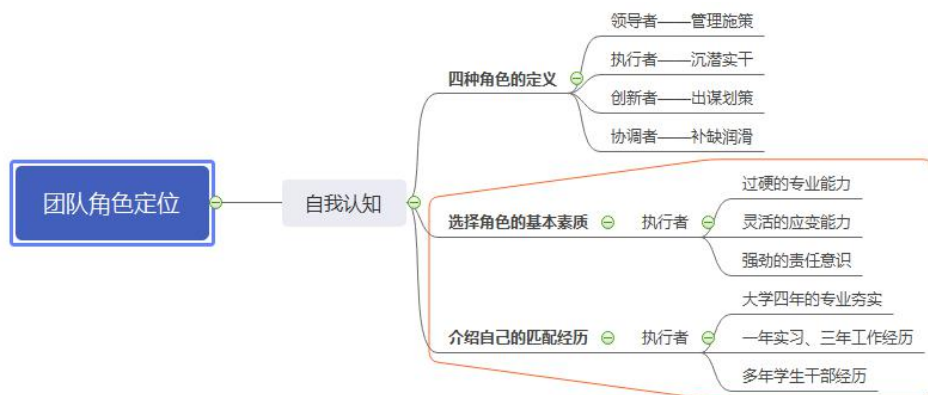 团队角色定位
自我认知
四种角色的定义
领导者——管理施策
执行者——沉潜实干
创新者——出谋划策
协调者——补缺润滑
选择角色的基本素质
执行者
过硬的专业能力
灵活的应变能力
强劲的责任意识
介绍自己的匹配经历
执行者
大学四年的专业夯实
一年实习、三年工作经历
多年学生干部经历